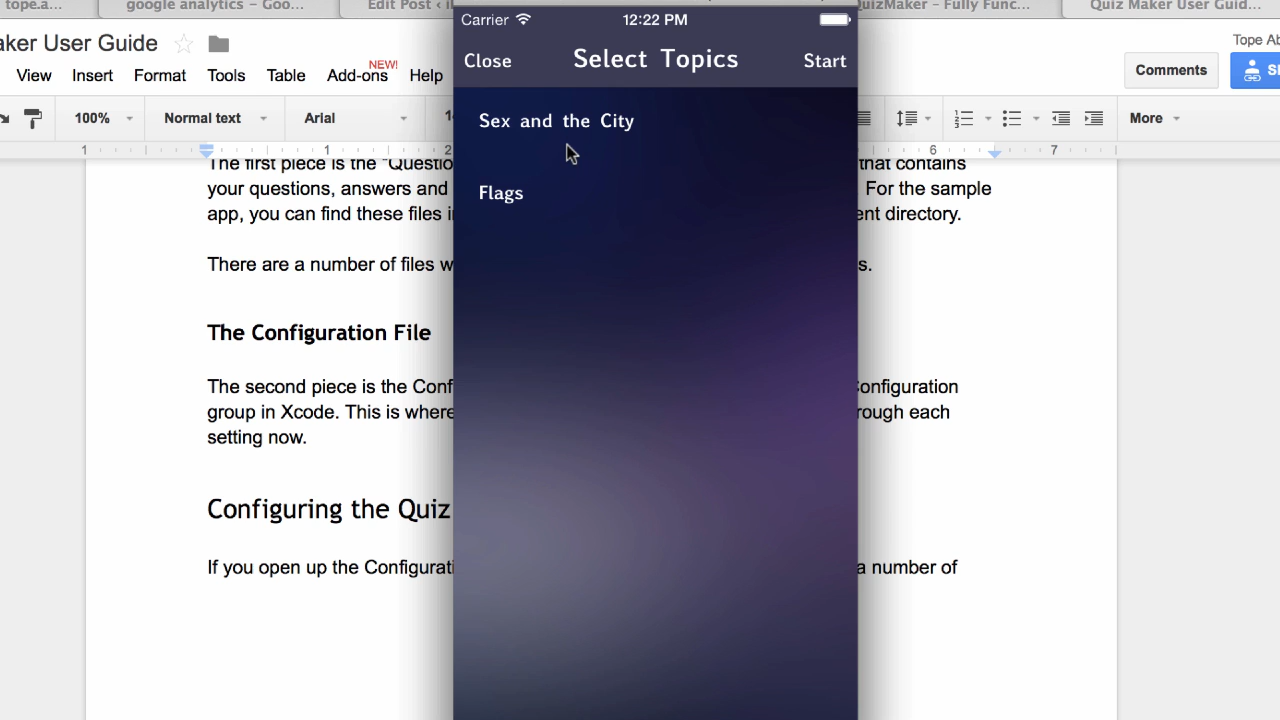 tope.a...
google analytics – Goo...
Edit Post ‹ i
QuizMaker – Fully Func...
Quiz Maker User Guid...
aker User Guide
Tope Ab
View Insert Format Tools Table Add-ons NEW! Help
Comments
100% Normal text Arial
More
1 2 6 7
Carrier 12:22 PM
Close Select Topics Start
Sex and the City
Flags
The first piece is the "Questio that contains
your questions, answers and For the sample
app, you can find these files i ent directory.
There are a number of files w s.
The Configuration File
The second piece is the Conf Configuration
group in Xcode. This is where rough each
setting now.
Configuring the Quiz
If you open up the Configurati a number of